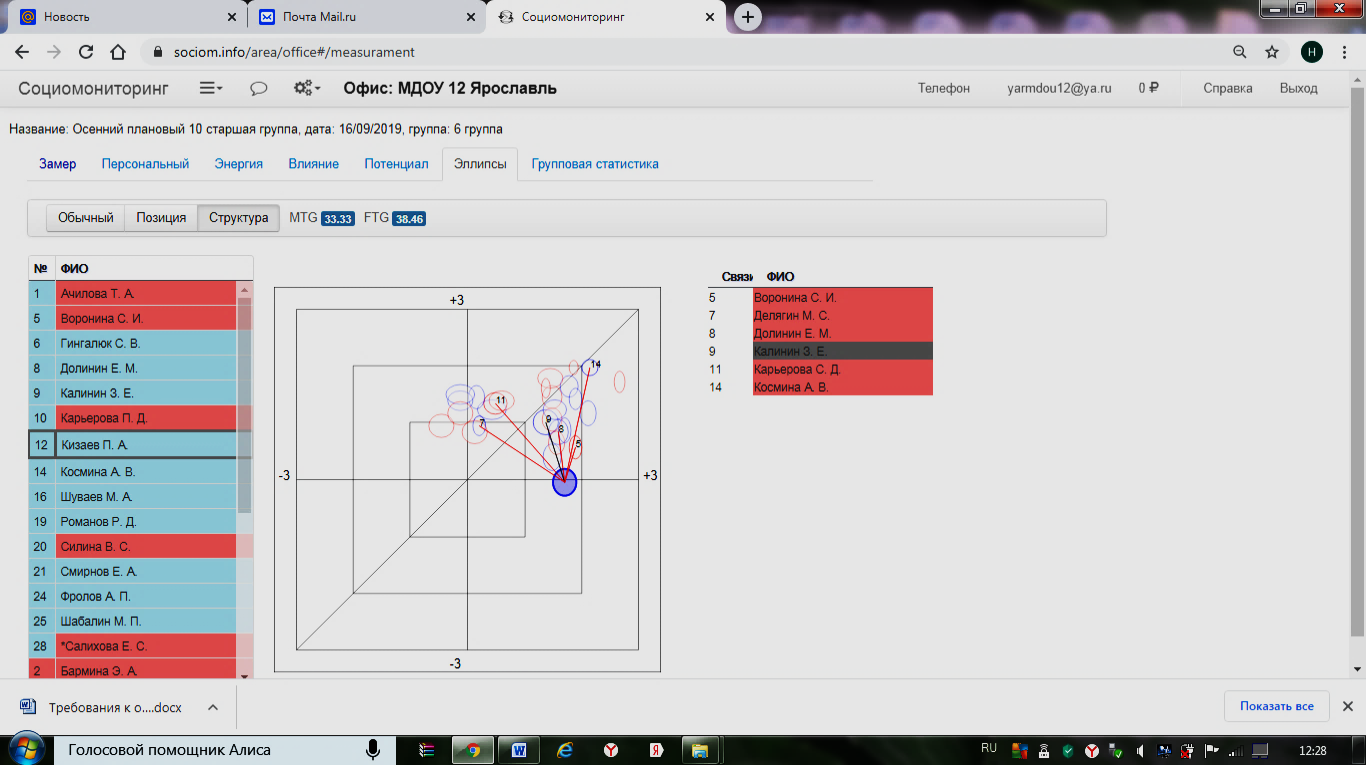 Новость
Почта Mail.ru
Социомониторинг
sociom.info/area/office#/measurament
Н
Социомониторинг
Офис: МДОУ 12 Ярославль
Телефон
yarmdou12@ya.ru
0 ₽
Справка
Выход
Название: Осенний плановый 10 старшая группа, дата: 16/09/2019, группа: 6 группа
Замер
Персональный
Энергия
Влияние
Потенциал
Эллипсы
Групповая статистика
Обычный
Позиция
Структура
MTG 33.33
FTG 38.46
№ ФИО
1 Ачилова Т. А.
5 Воронина С. И.
6 Гингалюк С. В.
8 Долинин Е. М.
9 Калинин З. Е.
10 Карьерова П. Д.
12 Кизаев П. А.
14 Космина А. В.
16 Шуваев М. А.
19 Романов Р. Д.
20 Силина В. С.
21 Смирнов Е. А.
24 Фролов А. П.
25 Шабалин М. П.
28 *Салихова Е. С.
2 Бармина Э. А.
+3
14
11
7
9
8
5
-3
+3
-3
Связи ФИО
5 Воронина С. И.
7 Делягин М. С.
8 Долинин Е. М.
9 Калинин З. Е.
11 Карьерова С. Д.
14 Космина А. В.
Требования к о....docx
Показать все
Голосовой помощник Алиса
RU
12:28